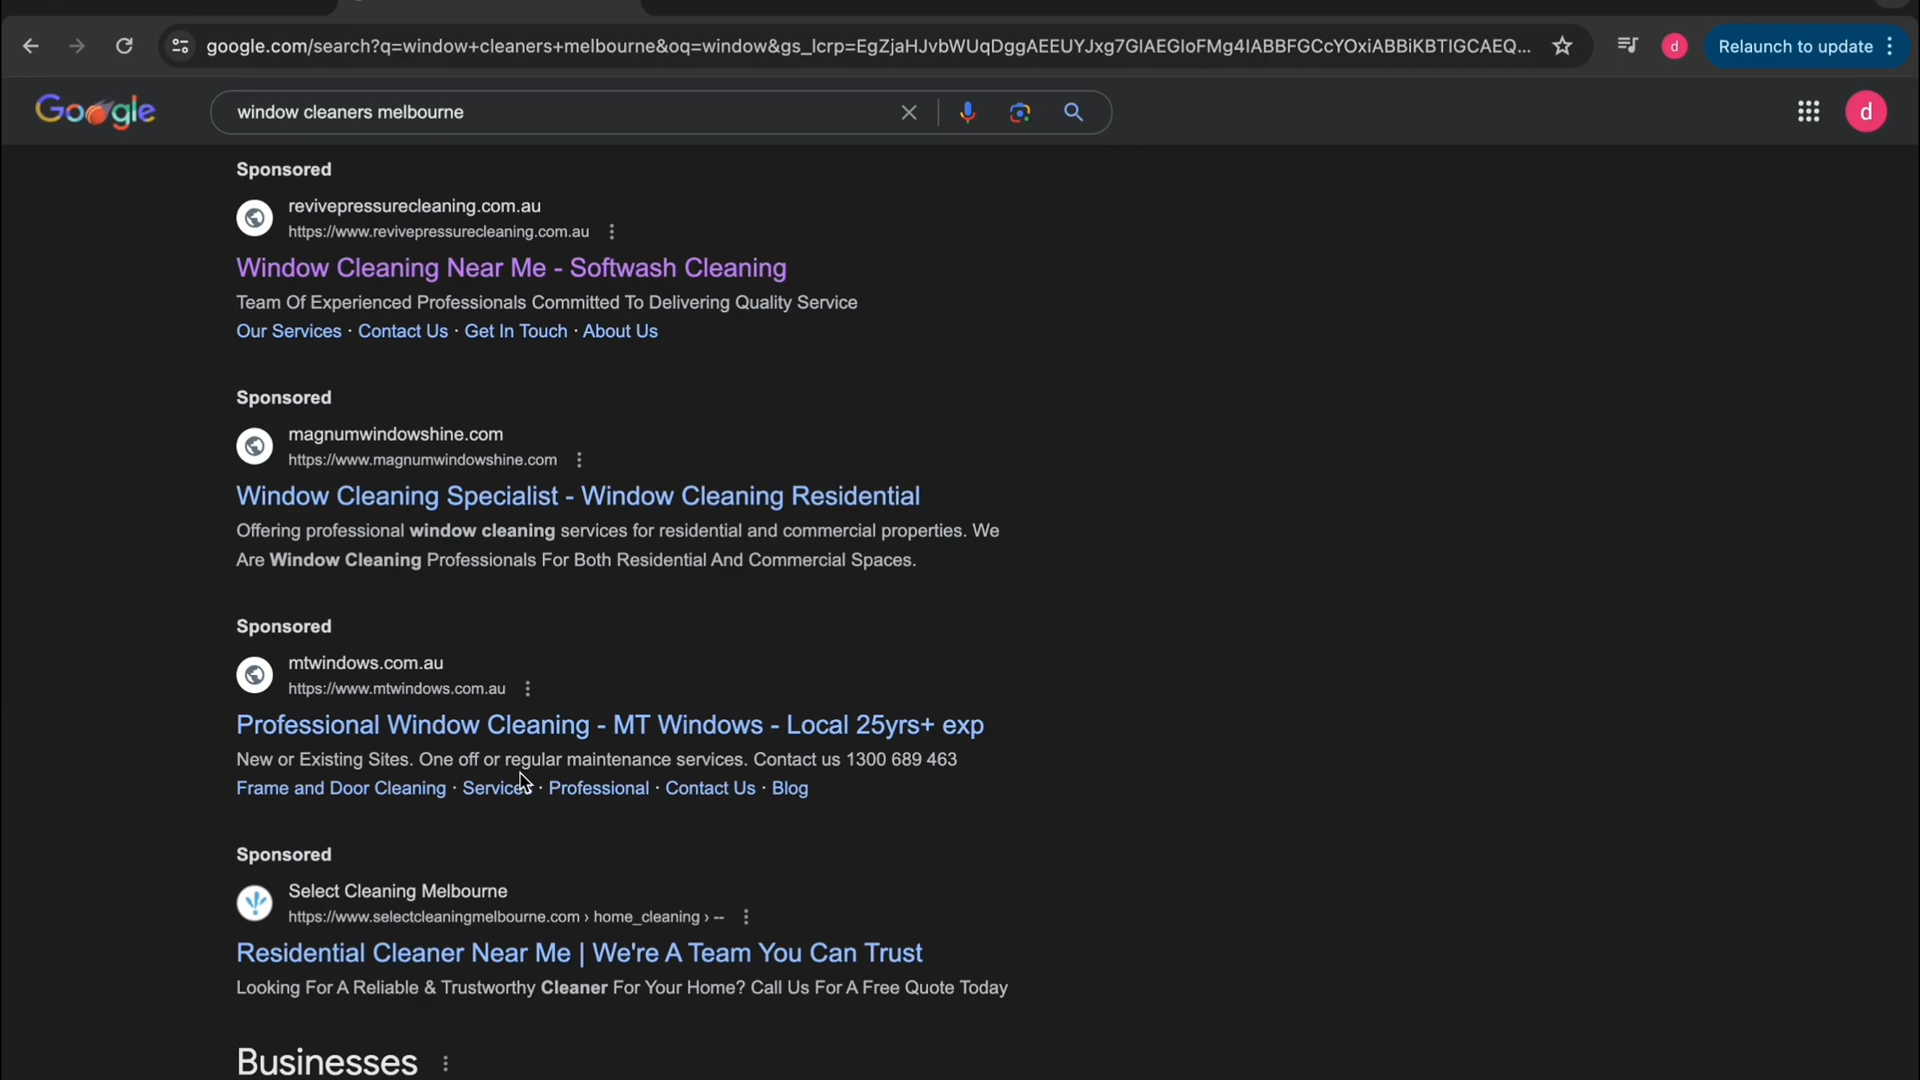 google.com/search?q=window+cleaners+melbourne&oq=window&gs_lcrp=EgZjaHJvbWUqDggAEEUYJxg7GIAEGIoFMg4IABBFGCcYOxiABBiKBTIGCAEQ...
Relaunch to update
d
Google
window cleaners melbourne
d
Sponsored
revivepressurecleaning.com.au
https://www.revivepressurecleaning.com.au
Window Cleaning Near Me - Softwash Cleaning
Team Of Experienced Professionals Committed To Delivering Quality Service
Our Services · Contact Us · Get In Touch · About Us
Sponsored
magnumwindowshine.com
https://www.magnumwindowshine.com
Window Cleaning Specialist - Window Cleaning Residential
Offering professional window cleaning services for residential and commercial properties. We
Are Window Cleaning Professionals For Both Residential And Commercial Spaces.
Sponsored
mtwindows.com.au
https://www.mtwindows.com.au
Professional Window Cleaning - MT Windows - Local 25yrs+ exp
New or Existing Sites. One off or regular maintenance services. Contact us 1300 689 463
Frame and Door Cleaning · Services · Professional · Contact Us · Blog
Sponsored
Select Cleaning Melbourne
https://www.selectcleaningmelbourne.com › home_cleaning › --
Residential Cleaner Near Me | We're A Team You Can Trust
Looking For A Reliable & Trustworthy Cleaner For Your Home? Call Us For A Free Quote Today
Businesses